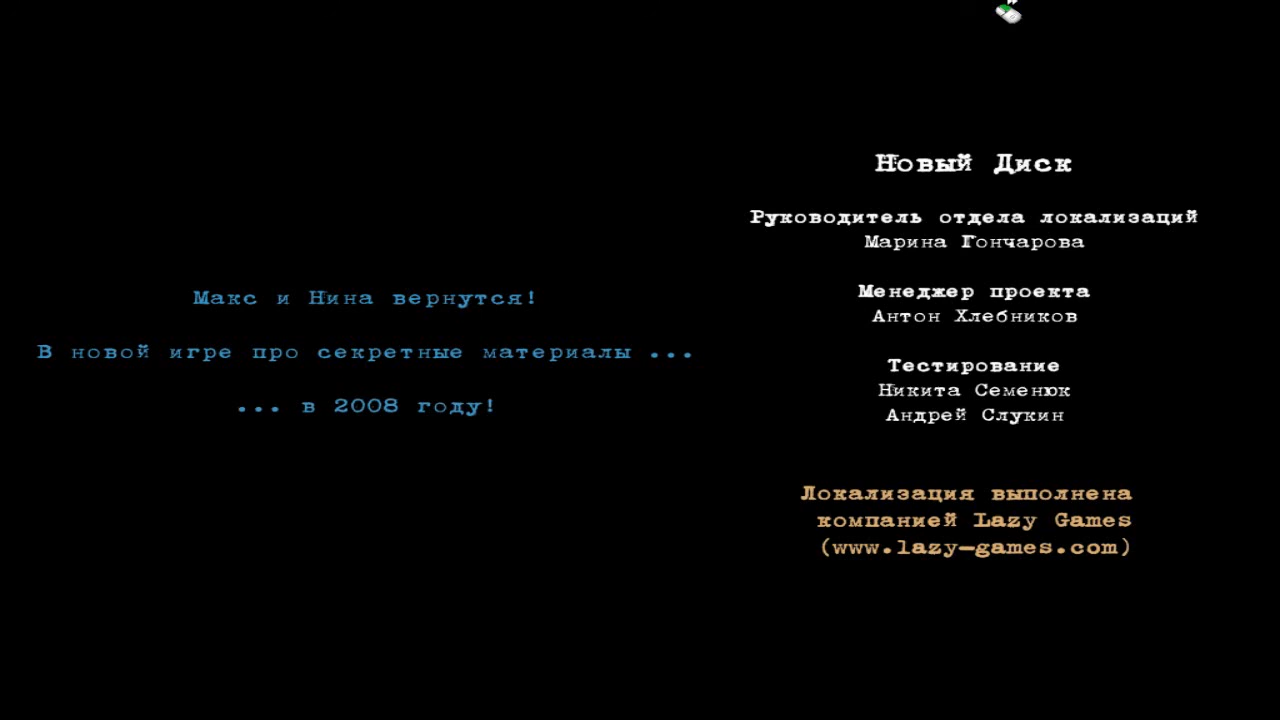 Макс и Нина вернутся!
В новой игре про секретные материалы ...
... в 2008 году!
Новый Диск
Руководитель отдела локализаций
Марина Гончарова
Менеджер проекта
Антон Хлебников
Тестирование
Никита Семенюк
Андрей Слукин
Локализация выполнена
компанией Lazy Games
(www.lazy-games.com)